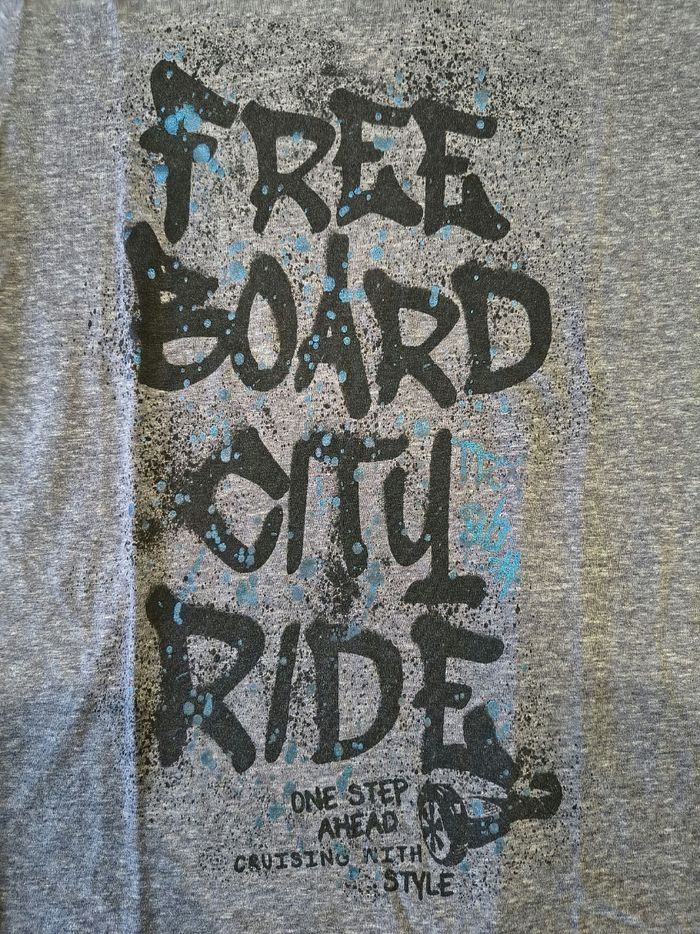 FREE
BOARD
CITY
RIDE
ONE STEP
AHEAD
CRUISING WITH
STYLE